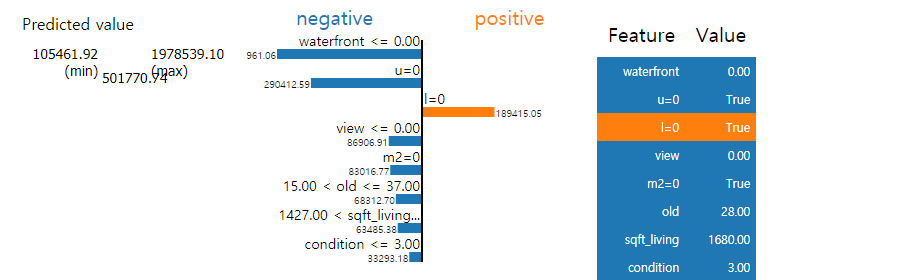 Predicted value
105461.92
(min)
1978539.10
(max)
501770.74
negative
positive
waterfront <= 0.00
961.06
u=0
290412.59
l=0
189415.05
view <= 0.00
86906.91
m2=0
83016.77
15.00 < old <= 37.00
68312.70
1427.00 < sqft_living...
63485.38
condition <= 3.00
33293.18
Feature Value
waterfront 0.00
u=0 True
l=0 True
view 0.00
m2=0 True
old 28.00
sqft_living 1680.00
condition 3.00